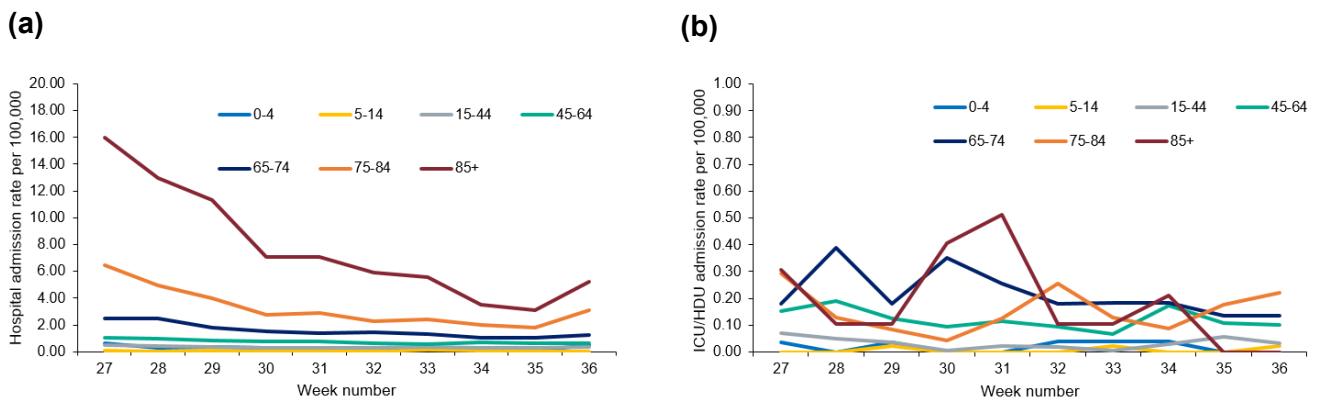 (a)
Hospital admission rate per 100,000
20.00
18.00
16.00
14.00
12.00
10.00
8.00
6.00
4.00
2.00
0.00
0-4 5-14 15-44 45-64
65-74 75-84 85+
27 28 29 30 31 32 33 34 35 36
Week number
(b)
ICU/HDU admission rate per 100,000
1.00
0.90
0.80
0.70
0.60
0.50
0.40
0.30
0.20
0.10
0.00
0-4 5-14 15-44 45-64
65-74 75-84 85+
27 28 29 30 31 32 33 34 35 36
Week number